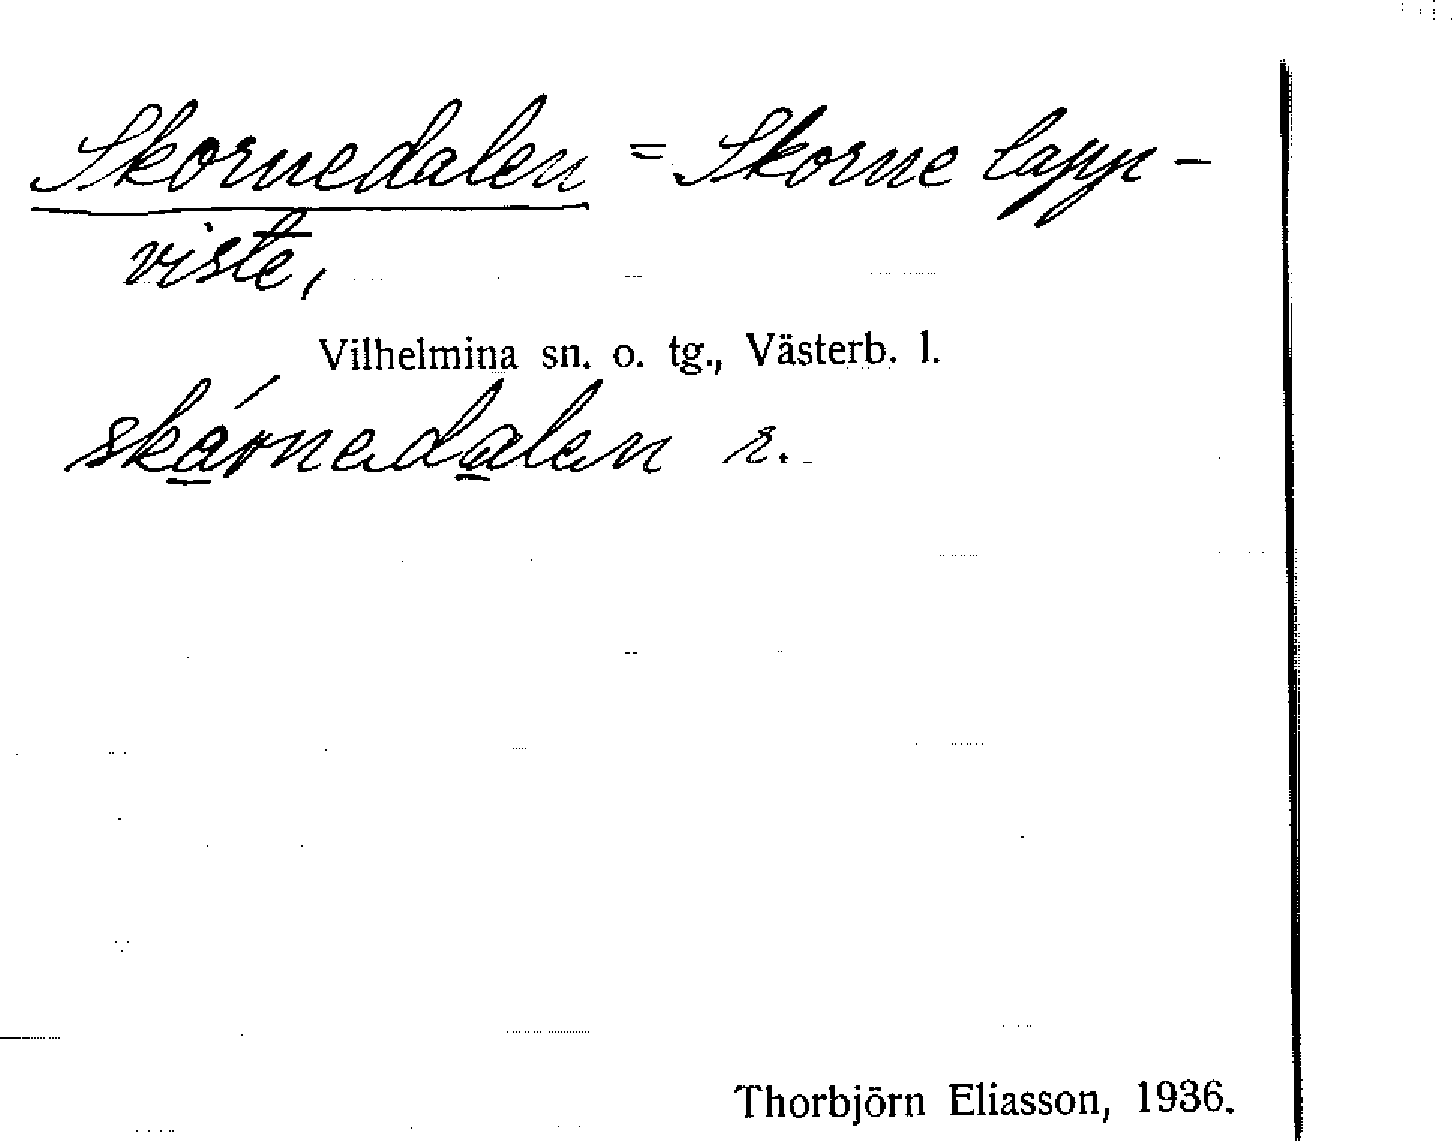 Skornedalen = Skorne lapp-
viste,
Vilhelmina sn. o. tg., Västerb. l.
skárnedalen r.
Thorbjörn Eliasson, 1936.